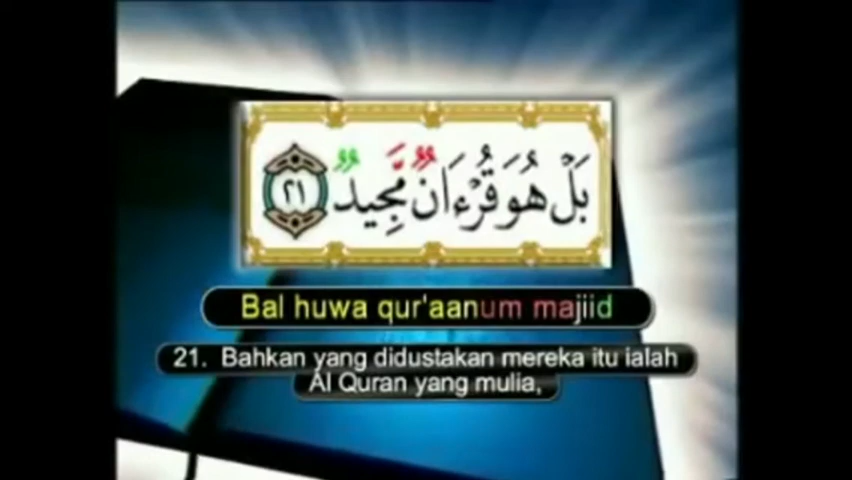 بَلْ هُوَ قُرْءَانٌ مَّجِيدٌ ٢١
Bal huwa qur'aanum majiid
21. Bahkan yang didustakan mereka itu ialah
Al Quran yang mulia,